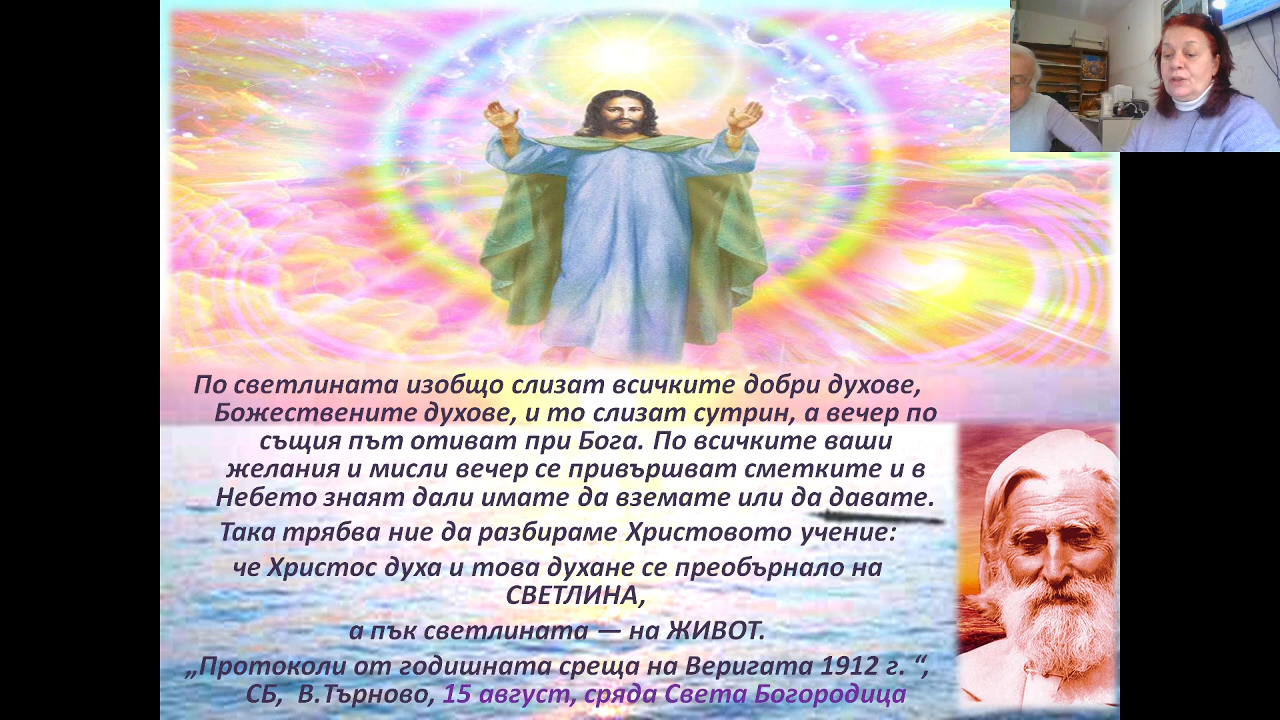 По светлината изобщо слизат всичките добри духове,
Божествените духове, и то слизат сутрин, а вечер по
същия път отиват при Бога. По всичките ваши
желания и мисли вечер се привършват сметките и в
Небето знаят дали имате да вземате или да давате.
Така трябва ние да разбираме Христовото учение:
че Христос духа и това духане се преобърнало на
СВЕТЛИНА,
а пък светлината — на ЖИВОТ.
„Протоколи от годишната среща на Веригата 1912 г. “,
СБ, В.Търново, 15 август, сряда Света Богородица